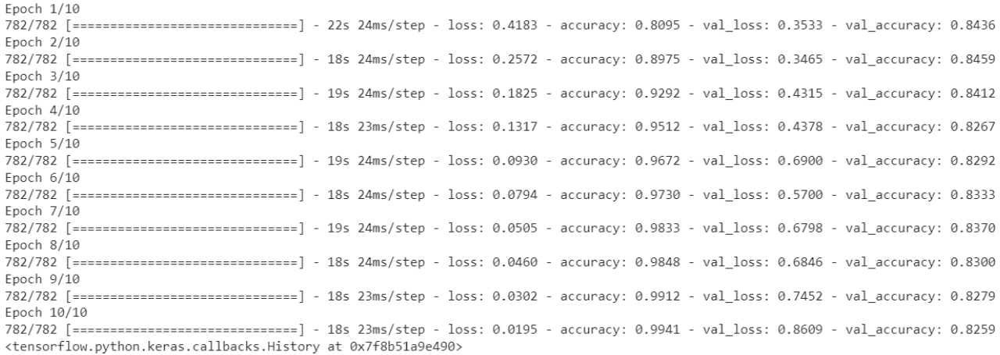 Epoch 1/10
782/782 [==============================] - 22s 24ms/step - loss: 0.4183 - accuracy: 0.8095 - val_loss: 0.3533 - val_accuracy: 0.8436
Epoch 2/10
782/782 [==============================] - 18s 24ms/step - loss: 0.2572 - accuracy: 0.8975 - val_loss: 0.3465 - val_accuracy: 0.8459
Epoch 3/10
782/782 [==============================] - 19s 24ms/step - loss: 0.1825 - accuracy: 0.9292 - val_loss: 0.4315 - val_accuracy: 0.8412
Epoch 4/10
782/782 [==============================] - 18s 23ms/step - loss: 0.1317 - accuracy: 0.9512 - val_loss: 0.4378 - val_accuracy: 0.8267
Epoch 5/10
782/782 [==============================] - 19s 24ms/step - loss: 0.0930 - accuracy: 0.9672 - val_loss: 0.6900 - val_accuracy: 0.8292
Epoch 6/10
782/782 [==============================] - 18s 24ms/step - loss: 0.0794 - accuracy: 0.9730 - val_loss: 0.5700 - val_accuracy: 0.8333
Epoch 7/10
782/782 [==============================] - 19s 24ms/step - loss: 0.0505 - accuracy: 0.9833 - val_loss: 0.6798 - val_accuracy: 0.8370
Epoch 8/10
782/782 [==============================] - 18s 24ms/step - loss: 0.0460 - accuracy: 0.9848 - val_loss: 0.6846 - val_accuracy: 0.8300
Epoch 9/10
782/782 [==============================] - 18s 23ms/step - loss: 0.0302 - accuracy: 0.9912 - val_loss: 0.7452 - val_accuracy: 0.8279
Epoch 10/10
782/782 [==============================] - 18s 23ms/step - loss: 0.0195 - accuracy: 0.9941 - val_loss: 0.8609 - val_accuracy: 0.8259
<tensorflow.python.keras.callbacks.History at 0x7f8b51a9e490>